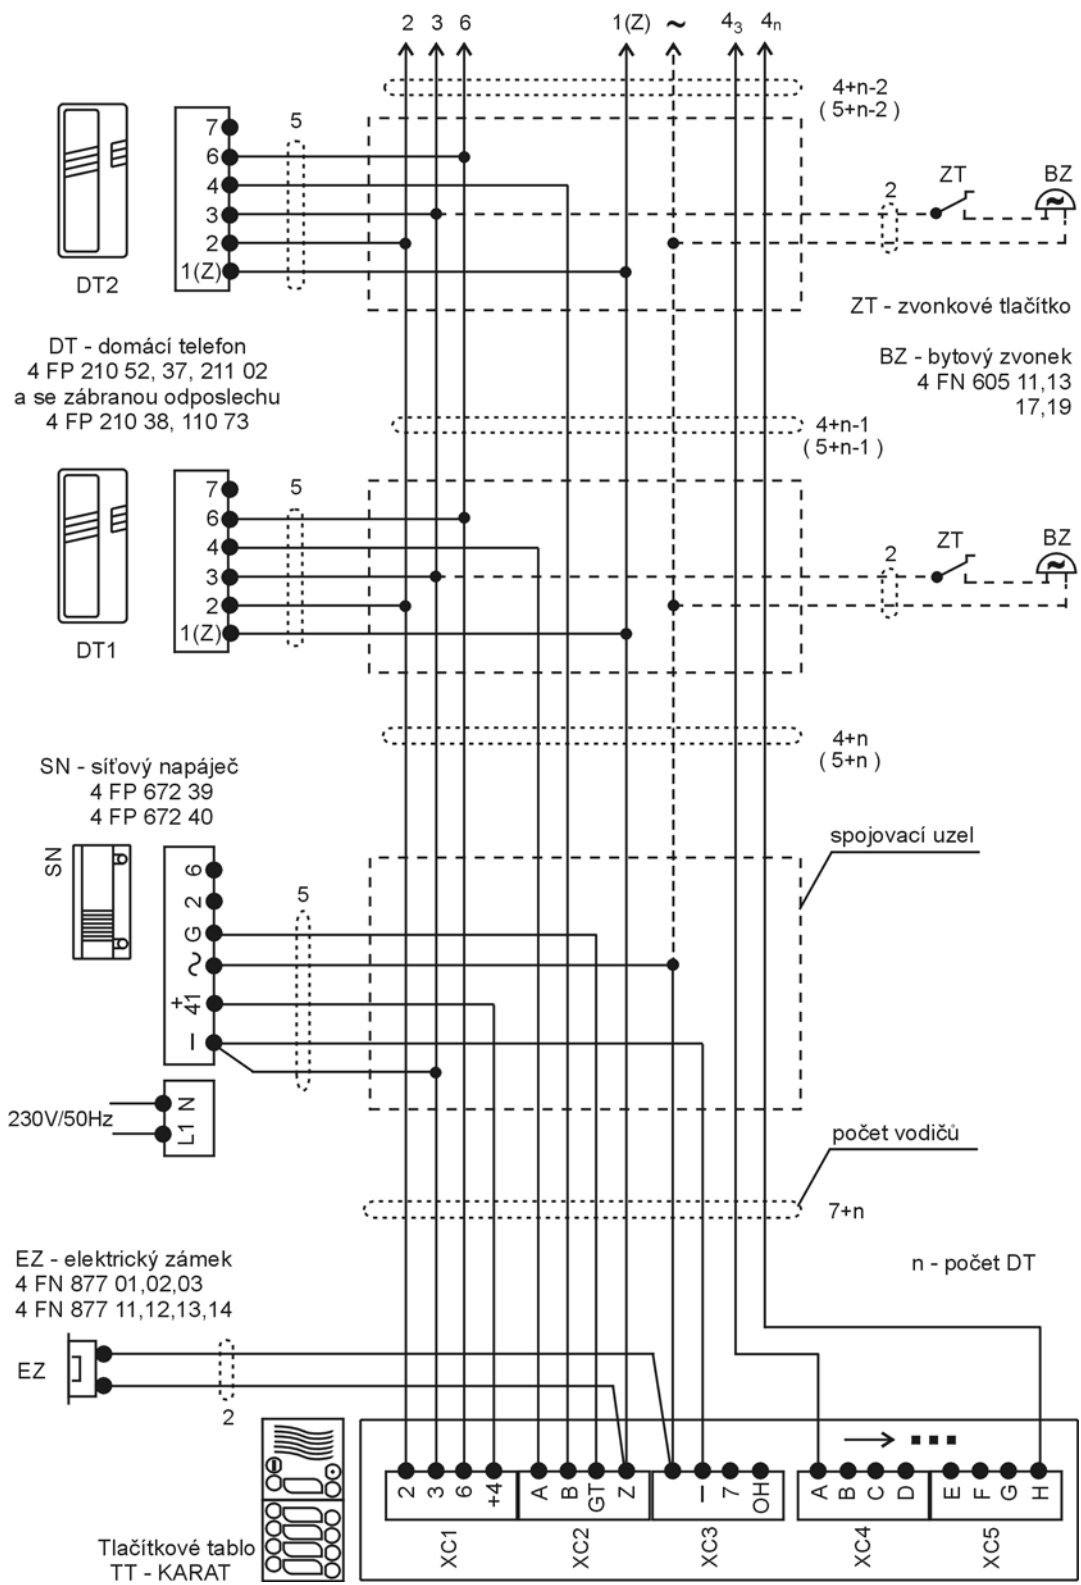 2 3 6 1(Z) ~ 4₃ 4ₙ
4+n-2
( 5+n-2 )
7
6
4
3
2
1(Z)
5
2
ZT
BZ
DT2
ZT - zvonkové tlačítko
DT - domácí telefon
4 FP 210 52, 37, 211 02
a se zábranou odposlechu
4 FP 210 38, 110 73
BZ - bytový zvonek
4 FN 605 11,13
17,19
4+n-1
( 5+n-1 )
7
6
4
3
2
1(Z)
5
2
ZT
BZ
DT1
4+n
( 5+n )
SN - síťový napáječ
4 FP 672 39
4 FP 672 40
spojovací uzel
SN
6
2
G
~
+41
–
5
N
L1
230V/50Hz
počet vodičů
7+n
EZ - elektrický zámek
4 FN 877 01,02,03
4 FN 877 11,12,13,14
n - počet DT
EZ
2
2 3 6 +4 A B GT Z – 7 OH A B C D E F G H
XC1 XC2 XC3 XC4 XC5
Tlačítkové tablo
TT - KARAT